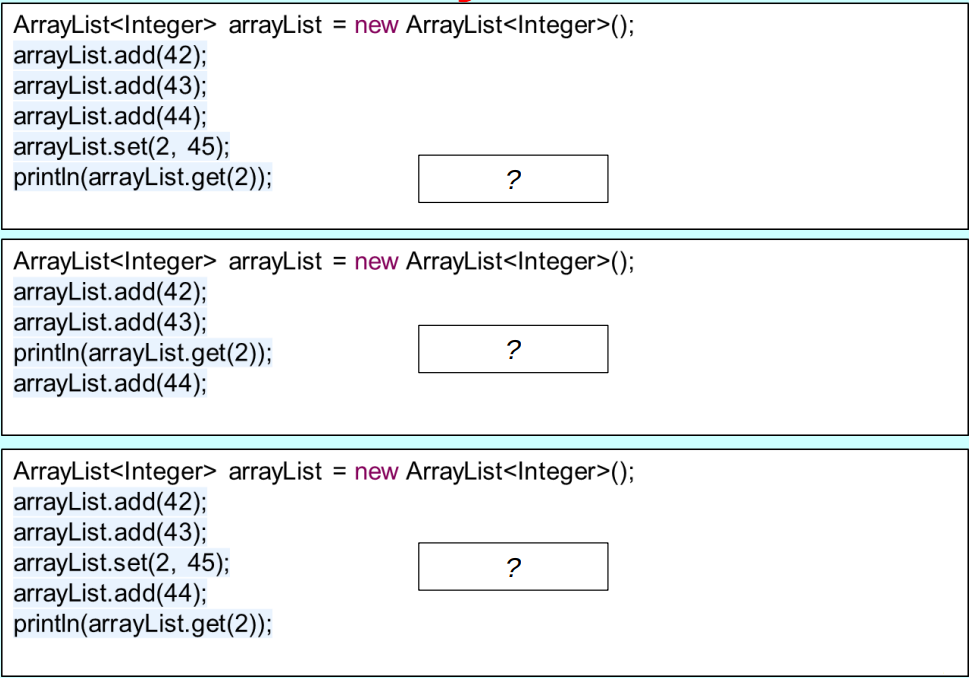 ArrayList<Integer> arrayList = new ArrayList<Integer>();
arrayList.add(42);
arrayList.add(43);
arrayList.add(44);
arrayList.set(2, 45);
println(arrayList.get(2));
?
ArrayList<Integer> arrayList = new ArrayList<Integer>();
arrayList.add(42);
arrayList.add(43);
println(arrayList.get(2));
?
arrayList.add(44);
ArrayList<Integer> arrayList = new ArrayList<Integer>();
arrayList.add(42);
arrayList.add(43);
arrayList.set(2, 45);
?
arrayList.add(44);
println(arrayList.get(2));